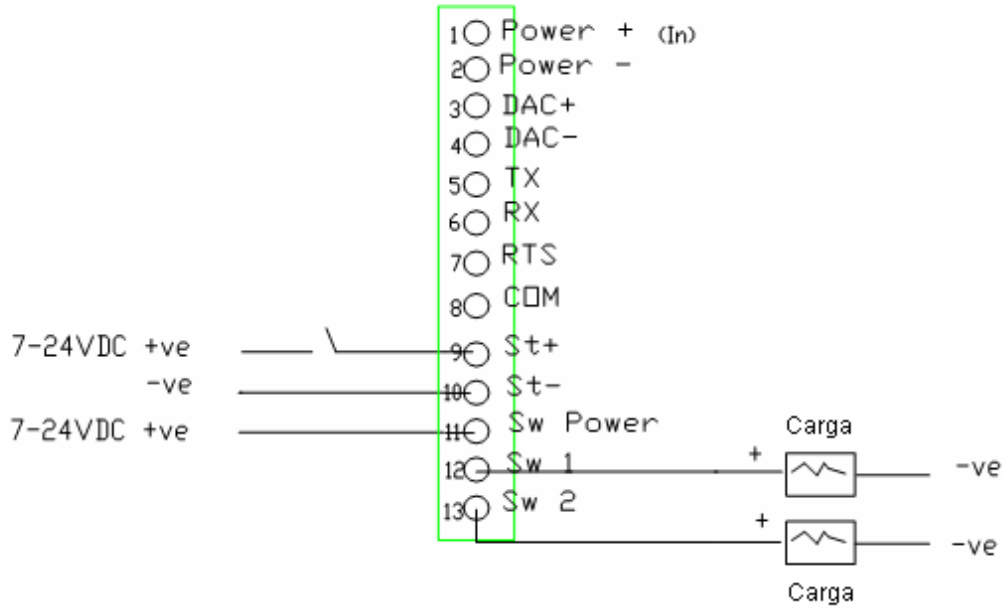 1 Power + (In)
2 Power -
3 DAC+
4 DAC-
5 TX
6 RX
7 RTS
8 COM
7-24VDC +ve 9 St+
-ve 10 St-
7-24VDC +ve 11 Sw Power
Carga
12 Sw 1 + -ve
13 Sw 2 + -ve
Carga